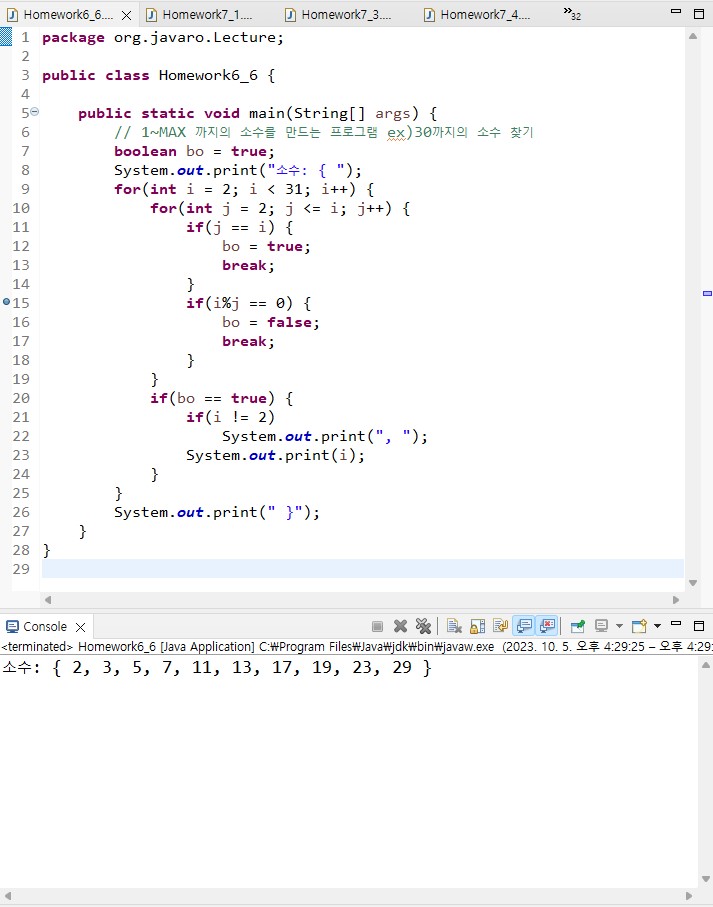 Homework6_6....
Homework7_1....
Homework7_3....
Homework7_4....
»32
1 package org.javaro.Lecture;
2
3 public class Homework6_6 {
4
5     public static void main(String[] args) {
6         // 1~MAX 까지의 소수를 만드는 프로그램 ex)30까지의 소수 찾기
7         boolean bo = true;
8         System.out.print("소수: { ");
9         for(int i = 2; i < 31; i++) {
10             for(int j = 2; j <= i; j++) {
11                 if(j == i) {
12                     bo = true;
13                     break;
14                 }
15                 if(i%j == 0) {
16                     bo = false;
17                     break;
18                 }
19             }
20             if(bo == true) {
21                 if(i != 2)
22                     System.out.print(", ");
23                 System.out.print(i);
24             }
25         }
26         System.out.print(" }");
27     }
28 }
29
Console
<terminated> Homework6_6 [Java Application] C:₩Program Files₩Java₩jdk₩bin₩javaw.exe (2023. 10. 5. 오후 4:29:25 – 오후 4:29:
소수: { 2, 3, 5, 7, 11, 13, 17, 19, 23, 29 }